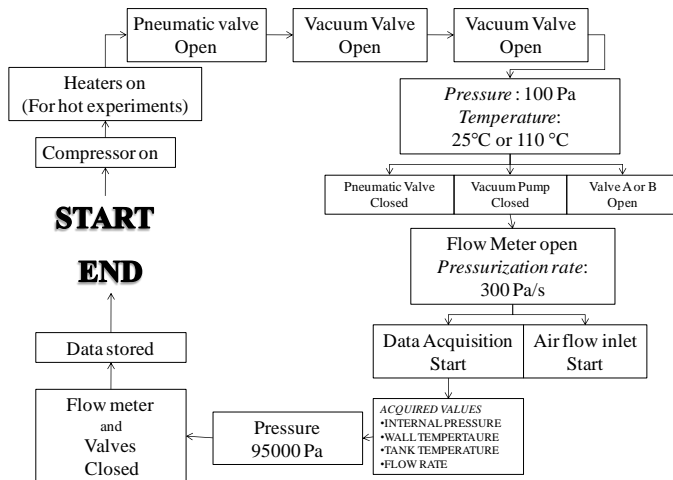 START
Compressor on
Heaters on
(For hot experiments)
Pneumatic valve
Open
Vacuum Valve
Open
Vacuum Valve
Open
Pressure : 100 Pa
Temperature:
25°C or 110 °C
Pneumatic Valve
Closed
Vacuum Pump
Closed
Valve A or B
Open
Flow Meter open
Pressurization rate:
300 Pa/s
Data Acquisition
Start
Air flow inlet
Start
ACQUIRED VALUES
•INTERNAL PRESSURE
•WALL TEMPERTAURE
•TANK TEMPERATURE
•FLOW RATE
Pressure
95000 Pa
Flow meter
and
Valves
Closed
Data stored
END